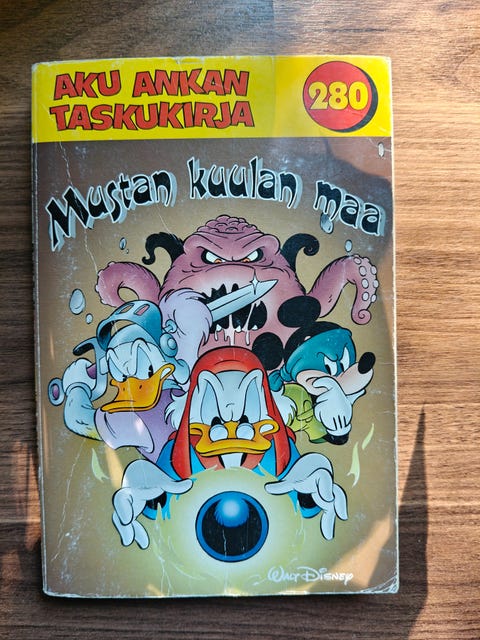 AKU ANKAN
TASKUKIRJA
280
Mustan kuulan maa
WALT DISNEY